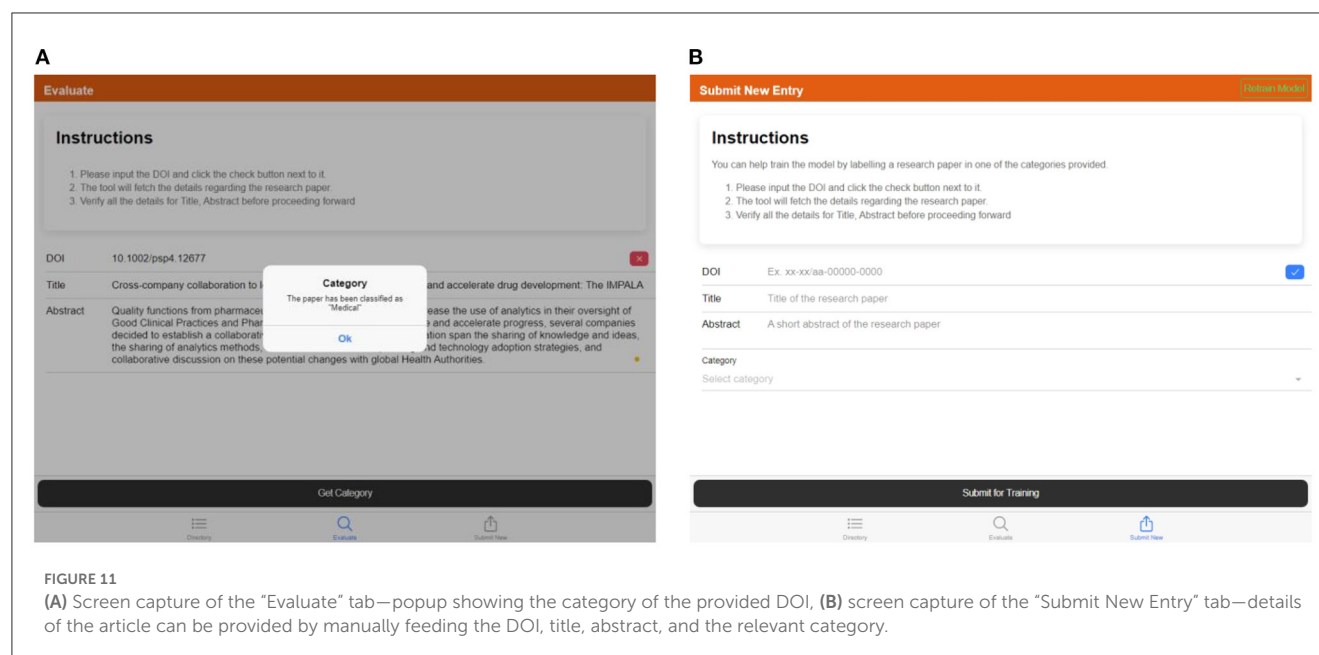 A
Evaluate
Instructions
1. Please input the DOI and click the check button next to it.
2. The tool will fetch the details regarding the research paper.
3. Verify all the details for Title, Abstract before proceeding forward
DOI 10.1002/psp4.12677
Title Cross-company collaboration to and accelerate drug development: The IMPALA
Abstract Quality functions from ease the use of analytics in their oversight of
Good Clinical Practices and and accelerate progress, several companies
decided to establish a span the sharing of knowledge and ideas,
the sharing of analytics methods, technology adoption strategies, and
collaborative discussion on these potential changes with global Health Authorities.
Category
The paper has been classified as
"Medical"
Ok
Get Category
Directory Evaluate Submit New
B
Submit New Entry Retrain Model
Instructions
You can help train the model by labelling a research paper in one of the categories provided.
1. Please input the DOI and click the check button next to it.
2. The tool will fetch the details regarding the research paper.
3. Verify all the details for Title, Abstract before proceeding forward
DOI Ex. xx-xx/aa-00000-0000
Title Title of the research paper
Abstract A short abstract of the research paper
Category
Select category
Submit for Training
Directory Evaluate Submit New
FIGURE 11
(A) Screen capture of the "Evaluate" tab—popup showing the category of the provided DOI, (B) screen capture of the "Submit New Entry" tab—details
of the article can be provided by manually feeding the DOI, title, abstract, and the relevant category.